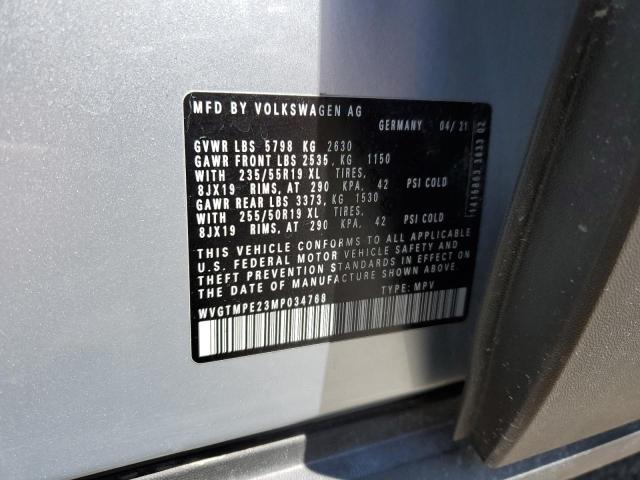 MFD BY VOLKSWAGEN AG
GERMANY 04/21
GVWR LBS 5798 KG 2630
GAWR FRONT LBS 2535, KG 1150
WITH 235/55R19 XL TIRES,
8JX19 RIMS, AT 290 KPA, 42 PSI COLD
GAWR REAR LBS 3373, KG 1530
WITH 255/50R19 XL TIRES,
8JX19 RIMS, AT 290 KPA, 42 PSI COLD
THIS VEHICLE CONFORMS TO ALL APPLICABLE
U.S. FEDERAL MOTOR VEHICLE SAFETY AND
THEFT PREVENTION STANDARDS IN EFFECT ON
THE DATE OF MANUFACTURE SHOWN ABOVE.
WVGTMPE23MP034768 TYPE: MPV